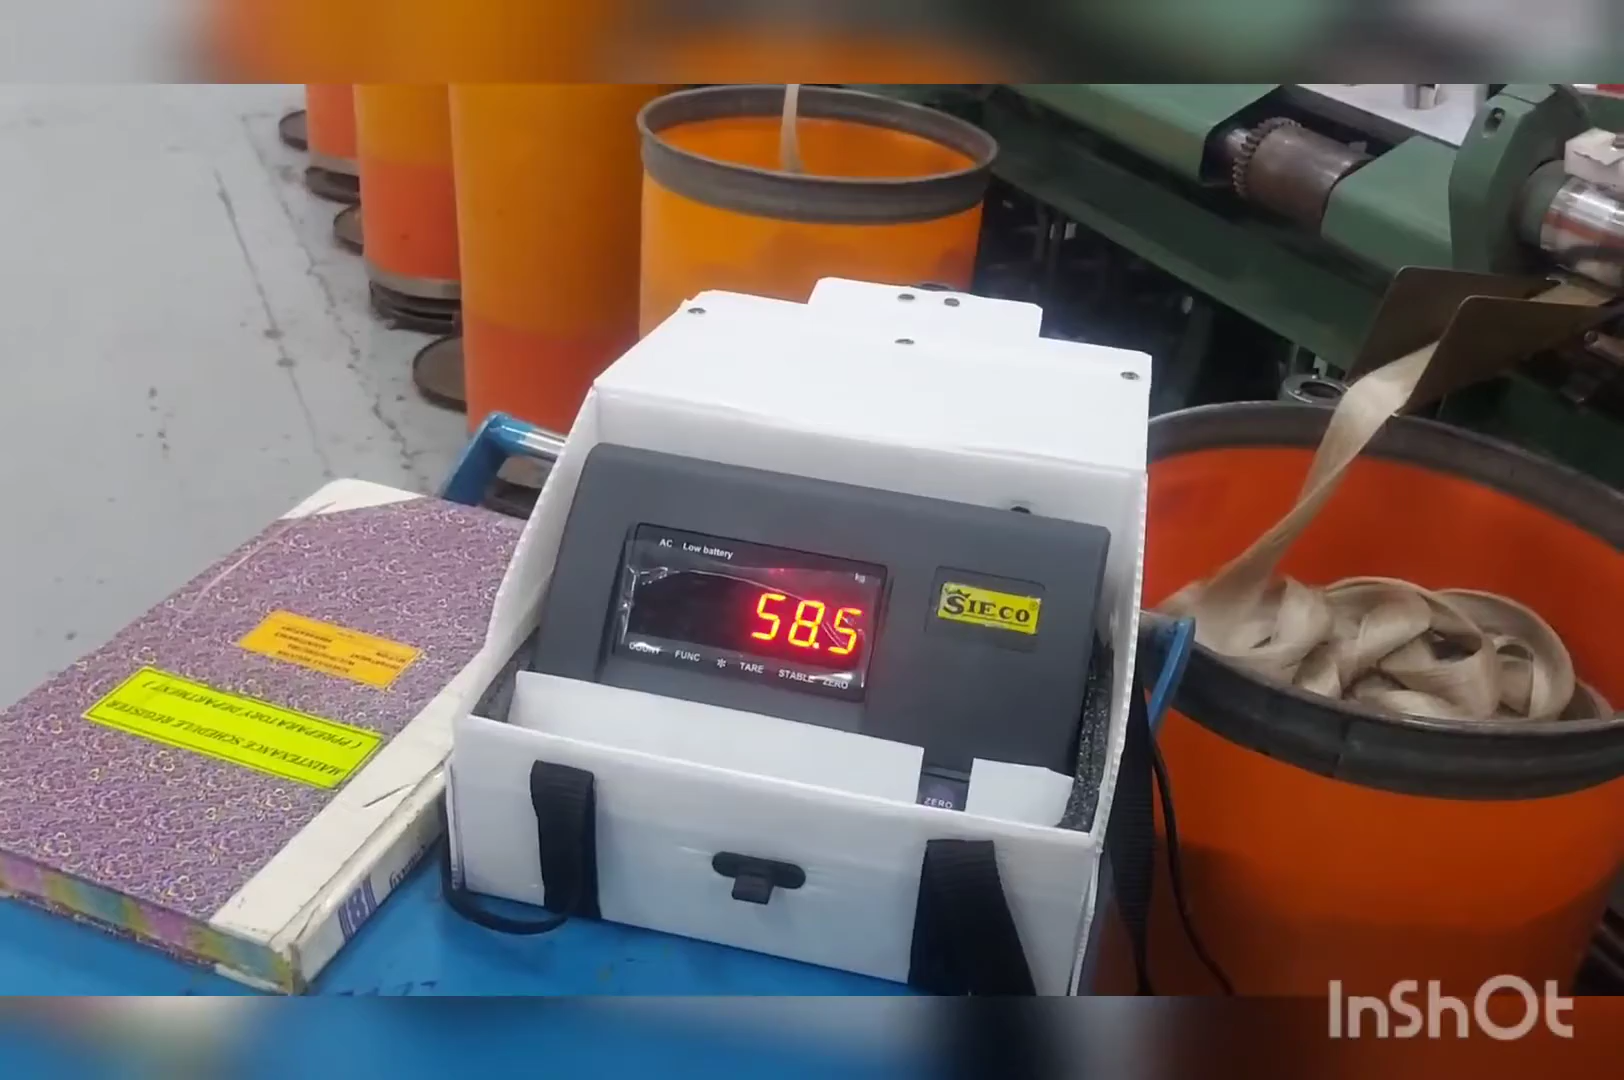 AC Low battery
kg
58.5
COUNT FUNC ✻ TARE STABLE ZERO
SIECO®
ZERO
MAINTENANCE SCHEDULE REGISTER
( PREPARATORY DEPARTMENT )
InShOt